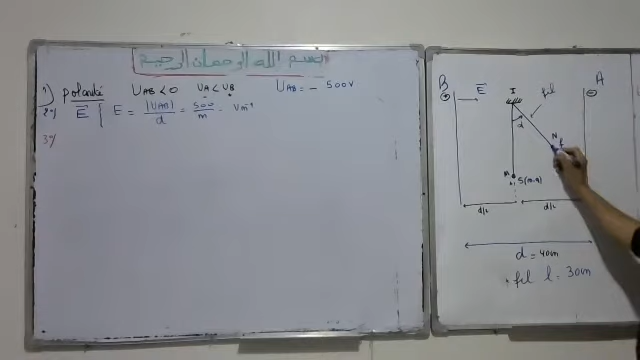 بسم الله الرحمان الرحيم
1) polarité UAB < 0 UA < UB UAB = - 500V
2°) E { E = |UAB| / d = 500 / m = Vm⁻¹
3°)
B A
⊕ E I fil ⊖
α
N
M S(m.q)
d/2 d/2
d = 40cm
fil l = 30cm